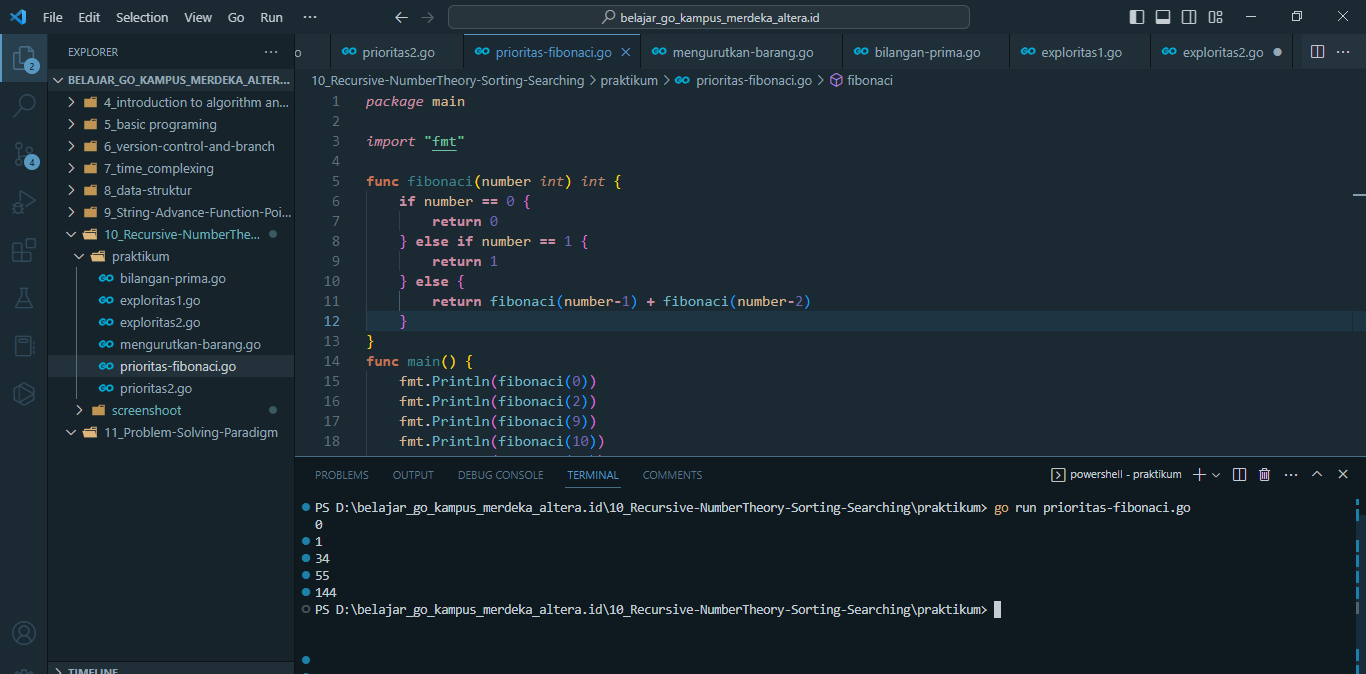 File Edit Selection View Go Run ··· belajar_go_kampus_merdeka_altera.id
EXPLORER ···
prioritas2.go prioritas-fibonaci.go mengurutkan-barang.go bilangan-prima.go exploritas1.go exploritas2.go ···
BELAJAR_GO_KAMPUS_MERDEKA_ALTER...
4_introduction to algorithm an...
5_basic programing
6_version-control-and-branch
7_time_complexing
8_data-struktur
9_String-Advance-Function-Poi...
10_Recursive-NumberThe...
praktikum
bilangan-prima.go
exploritas1.go
exploritas2.go
mengurutkan-barang.go
prioritas-fibonaci.go
prioritas2.go
screenshoot
11_Problem-Solving-Paradigm
TIMELINE
2
4
10_Recursive-NumberTheory-Sorting-Searching > praktikum > prioritas-fibonaci.go > fibonaci
1 package main
2
3 import "fmt"
4
5 func fibonaci(number int) int {
6 if number == 0 {
7 return 0
8 } else if number == 1 {
9 return 1
10 } else {
11 return fibonaci(number-1) + fibonaci(number-2)
12 }
13 }
14 func main() {
15 fmt.Println(fibonaci(0))
16 fmt.Println(fibonaci(2))
17 fmt.Println(fibonaci(9))
18 fmt.Println(fibonaci(10))
PROBLEMS OUTPUT DEBUG CONSOLE TERMINAL COMMENTS powershell - praktikum
PS D:\belajar_go_kampus_merdeka_altera.id\10_Recursive-NumberTheory-Sorting-Searching\praktikum> go run prioritas-fibonaci.go
0
1
34
55
144
PS D:\belajar_go_kampus_merdeka_altera.id\10_Recursive-NumberTheory-Sorting-Searching\praktikum>